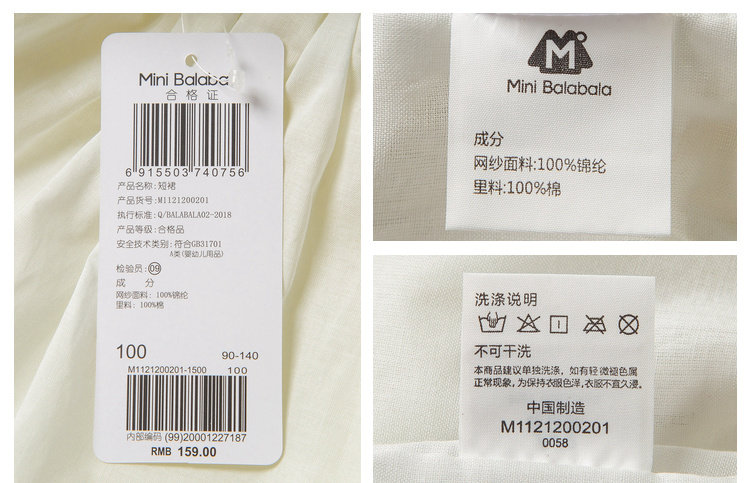 Mini Balaba
合格证
6 915503 740756
产品名称: 短裙
产品货号: M1121200201
执行标准: Q/BALABALA02-2018
产品等级: 合格品
安全技术类别: 符合GB31701
A类(婴幼儿用品)
检验员: 09
成 分
网纱面料: 100%锦纶
里料: 100%棉
100 90-140
M1121200201-1500 100
内部编码 (99)20001227187
RMB 159.00
M
Mini Balabala
成分
网纱面料:100%锦纶
里料:100%棉
洗涤说明
不可干洗
本商品建议单独洗涤, 如有轻微褪色属
正常现象, 为保持衣服色泽, 衣服不宜久浸。
中国制造
M1121200201
0058